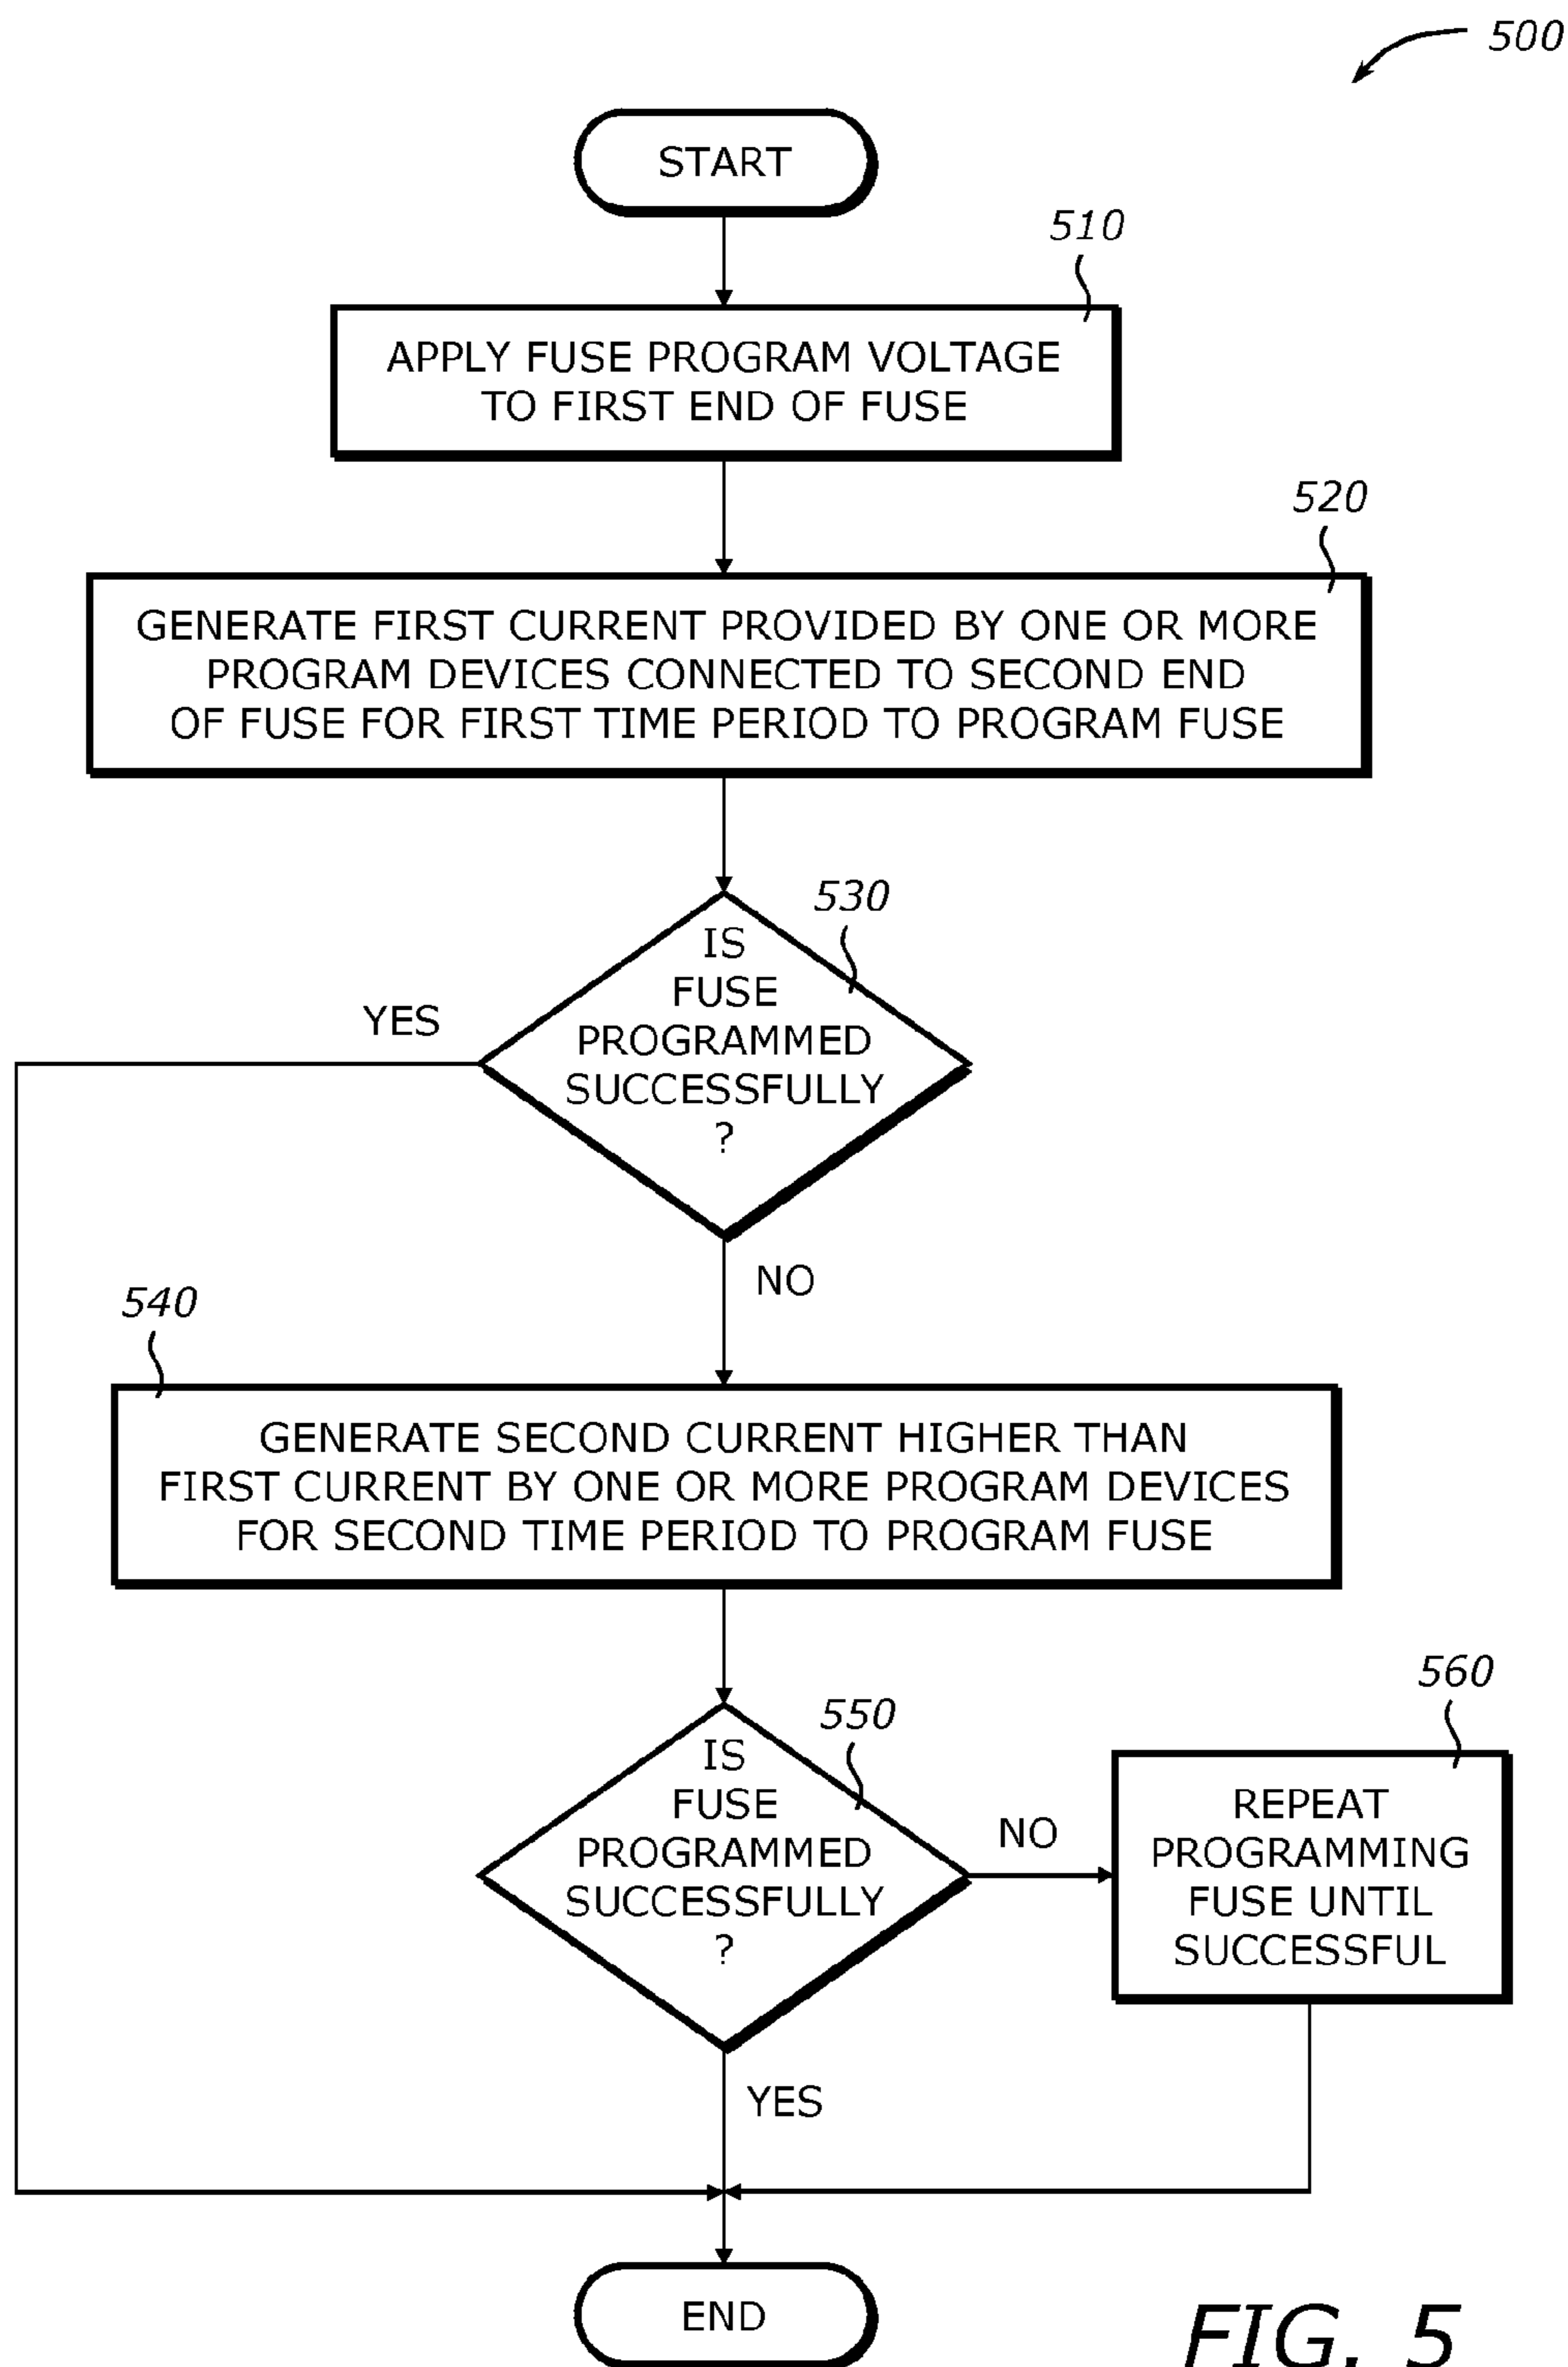 500
START
510
APPLY FUSE PROGRAM VOLTAGE
TO FIRST END OF FUSE
520
GENERATE FIRST CURRENT PROVIDED BY ONE OR MORE
PROGRAM DEVICES CONNECTED TO SECOND END
OF FUSE FOR FIRST TIME PERIOD TO PROGRAM FUSE
530
IS
FUSE
PROGRAMMED
SUCCESSFULLY
?
YES
NO
540
GENERATE SECOND CURRENT HIGHER THAN
FIRST CURRENT BY ONE OR MORE PROGRAM DEVICES
FOR SECOND TIME PERIOD TO PROGRAM FUSE
550
IS
FUSE
PROGRAMMED
SUCCESSFULLY
?
NO
560
REPEAT
PROGRAMMING
FUSE UNTIL
SUCCESSFUL
YES
END
FIG. 5